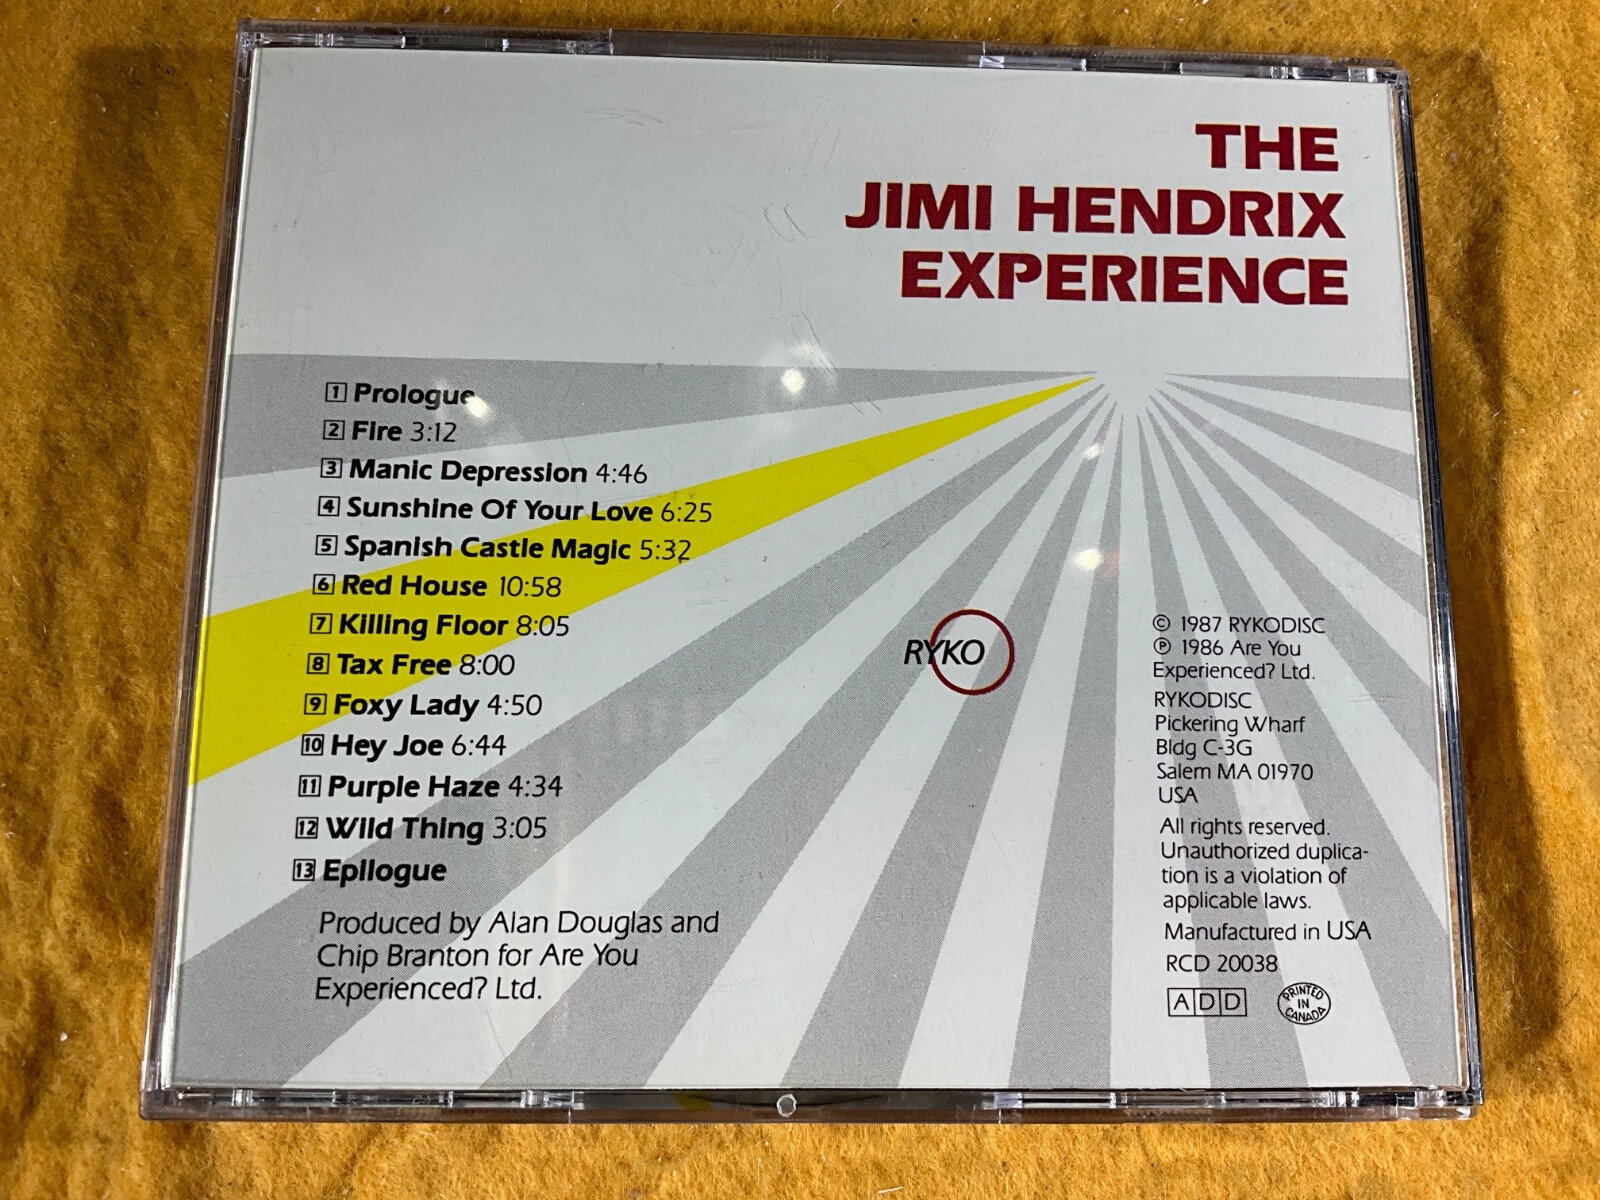 THE
JIMI HENDRIX
EXPERIENCE
1 Prologue
2 Fire 3:12
3 Manic Depression 4:46
4 Sunshine Of Your Love 6:25
5 Spanish Castle Magic 5:32
6 Red House 10:58
7 Killing Floor 8:05
8 Tax Free 8:00
9 Foxy Lady 4:50
10 Hey Joe 6:44
11 Purple Haze 4:34
12 Wild Thing 3:05
13 Epilogue
Produced by Alan Douglas and
Chip Branton for Are You
Experienced? Ltd.
RYKO
© 1987 RYKODISC
℗ 1986 Are You
Experienced? Ltd.
RYKODISC
Pickering Wharf
Bldg C-3G
Salem MA 01970
USA
All rights reserved.
Unauthorized duplica-
tion is a violation of
applicable laws.
Manufactured in USA
RCD 20038
ADD
PRINTED
IN
CANADA